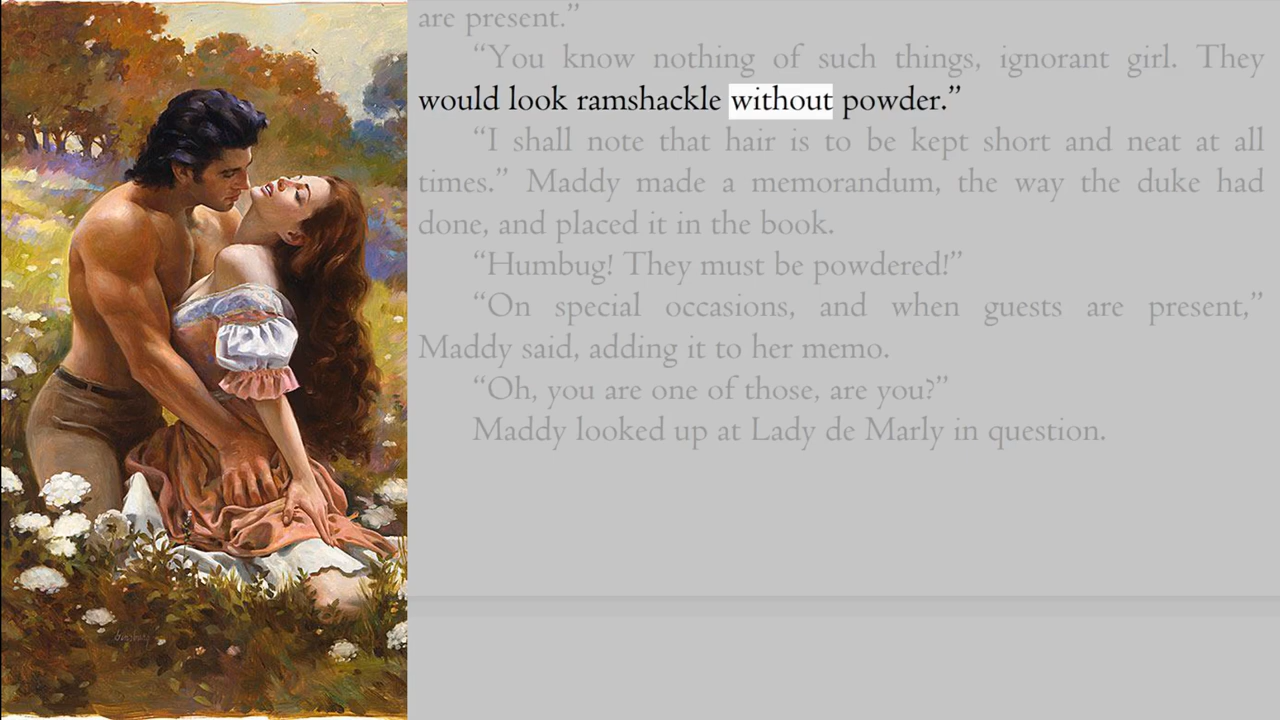 are present.”
“You know nothing of such things, ignorant girl. They
would look ramshackle without powder.”
“I shall note that hair is to be kept short and neat at all
times.” Maddy made a memorandum, the way the duke had
done, and placed it in the book.
“Humbug! They must be powdered!”
“On special occasions, and when guests are present,”
Maddy said, adding it to her memo.
“Oh, you are one of those, are you?”
Maddy looked up at Lady de Marly in question.